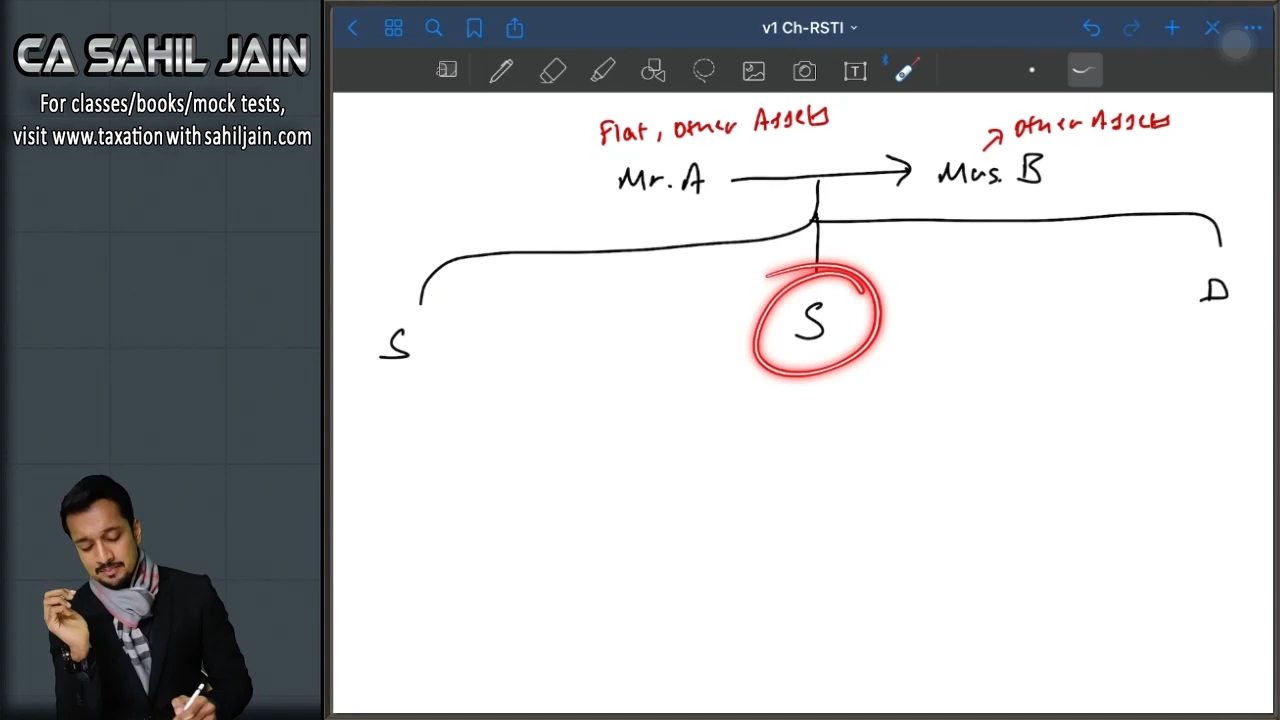 CA SAHIL JAIN
For classes/books/mock tests,
visit www.taxation with sahiljain.com
v1 Ch-RSTI
T
Flat, Other Assets
Other Assets
Mr. A
Mrs. B
S
S
D